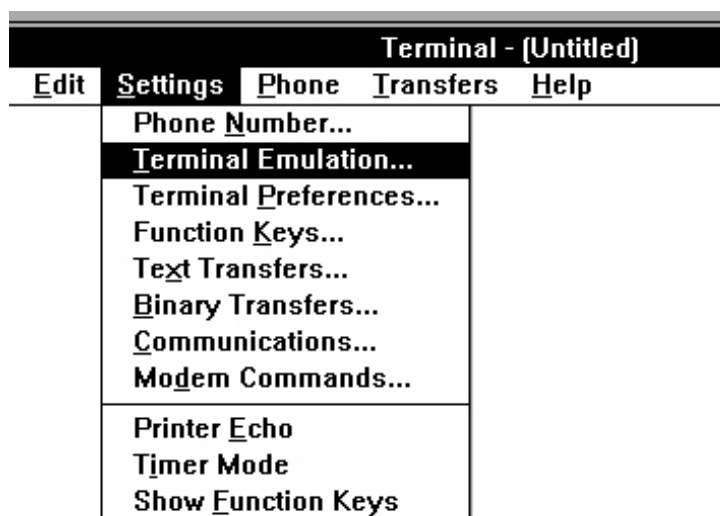 Terminal - (Untitled)
Edit Settings Phone Transfers Help
Phone Number...
Terminal Emulation...
Terminal Preferences...
Function Keys...
Text Transfers...
Binary Transfers...
Communications...
Modem Commands...
Printer Echo
Timer Mode
Show Function Keys